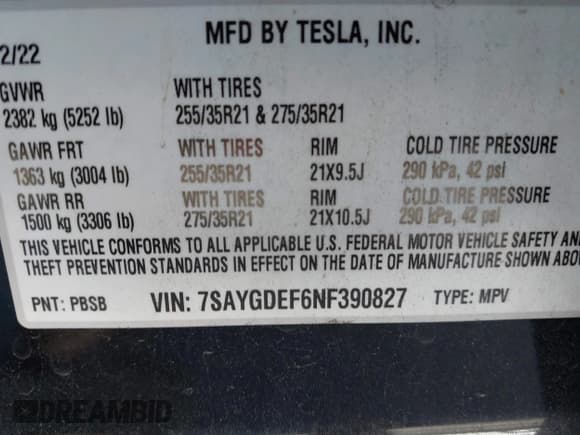 MFD BY TESLA, INC.
2/22
GVWR WITH TIRES
2382 kg (5252 lb) 255/35R21 & 275/35R21
GAWR FRT WITH TIRES RIM COLD TIRE PRESSURE
1363 kg (3004 lb) 255/35R21 21X9.5J 290 kPa, 42 psi
GAWR RR WITH TIRES RIM COLD TIRE PRESSURE
1500 kg (3306 lb) 275/35R21 21X10.5J 290 kPa, 42 psi
THIS VEHICLE CONFORMS TO ALL APPLICABLE U.S. FEDERAL MOTOR VEHICLE SAFETY AN
THEFT PREVENTION STANDARDS IN EFFECT ON THE DATE OF MANUFACTURE SHOWN ABOVE
PNT: PBSB VIN: 7SAYGDEF6NF390827 TYPE: MPV
DREAMBID